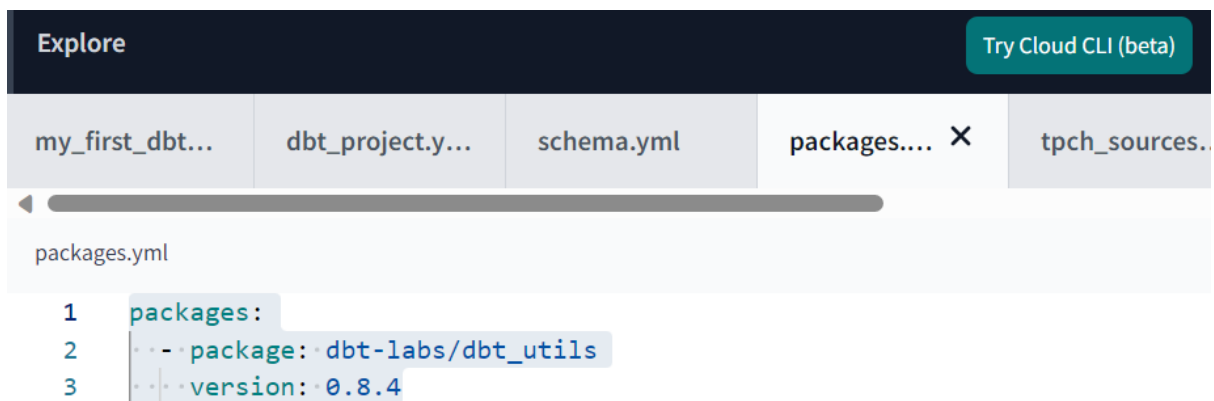 Explore Try Cloud CLI (beta)
my_first_dbt... dbt_project.y... schema.yml packages.... × tpch_sources..
packages.yml
1 packages:
2 - package: dbt-labs/dbt_utils
3 version: 0.8.4